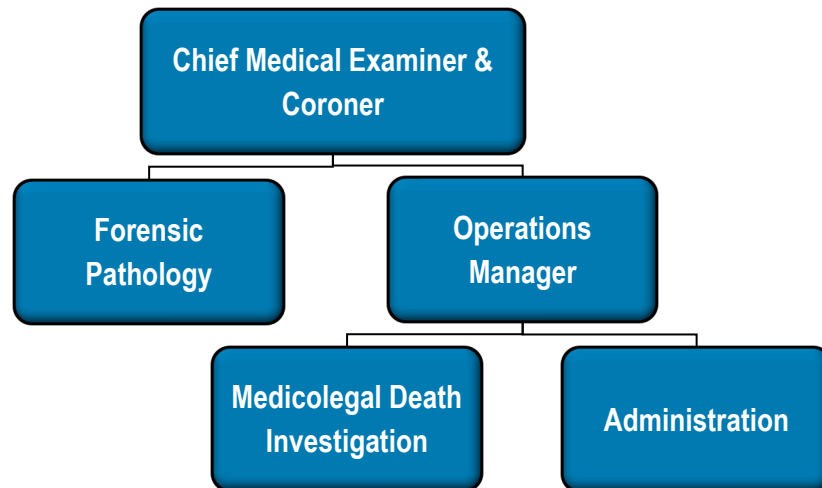 Chief Medical Examiner &
Coroner
Forensic
Pathology
Operations
Manager
Medicolegal Death
Investigation
Administration